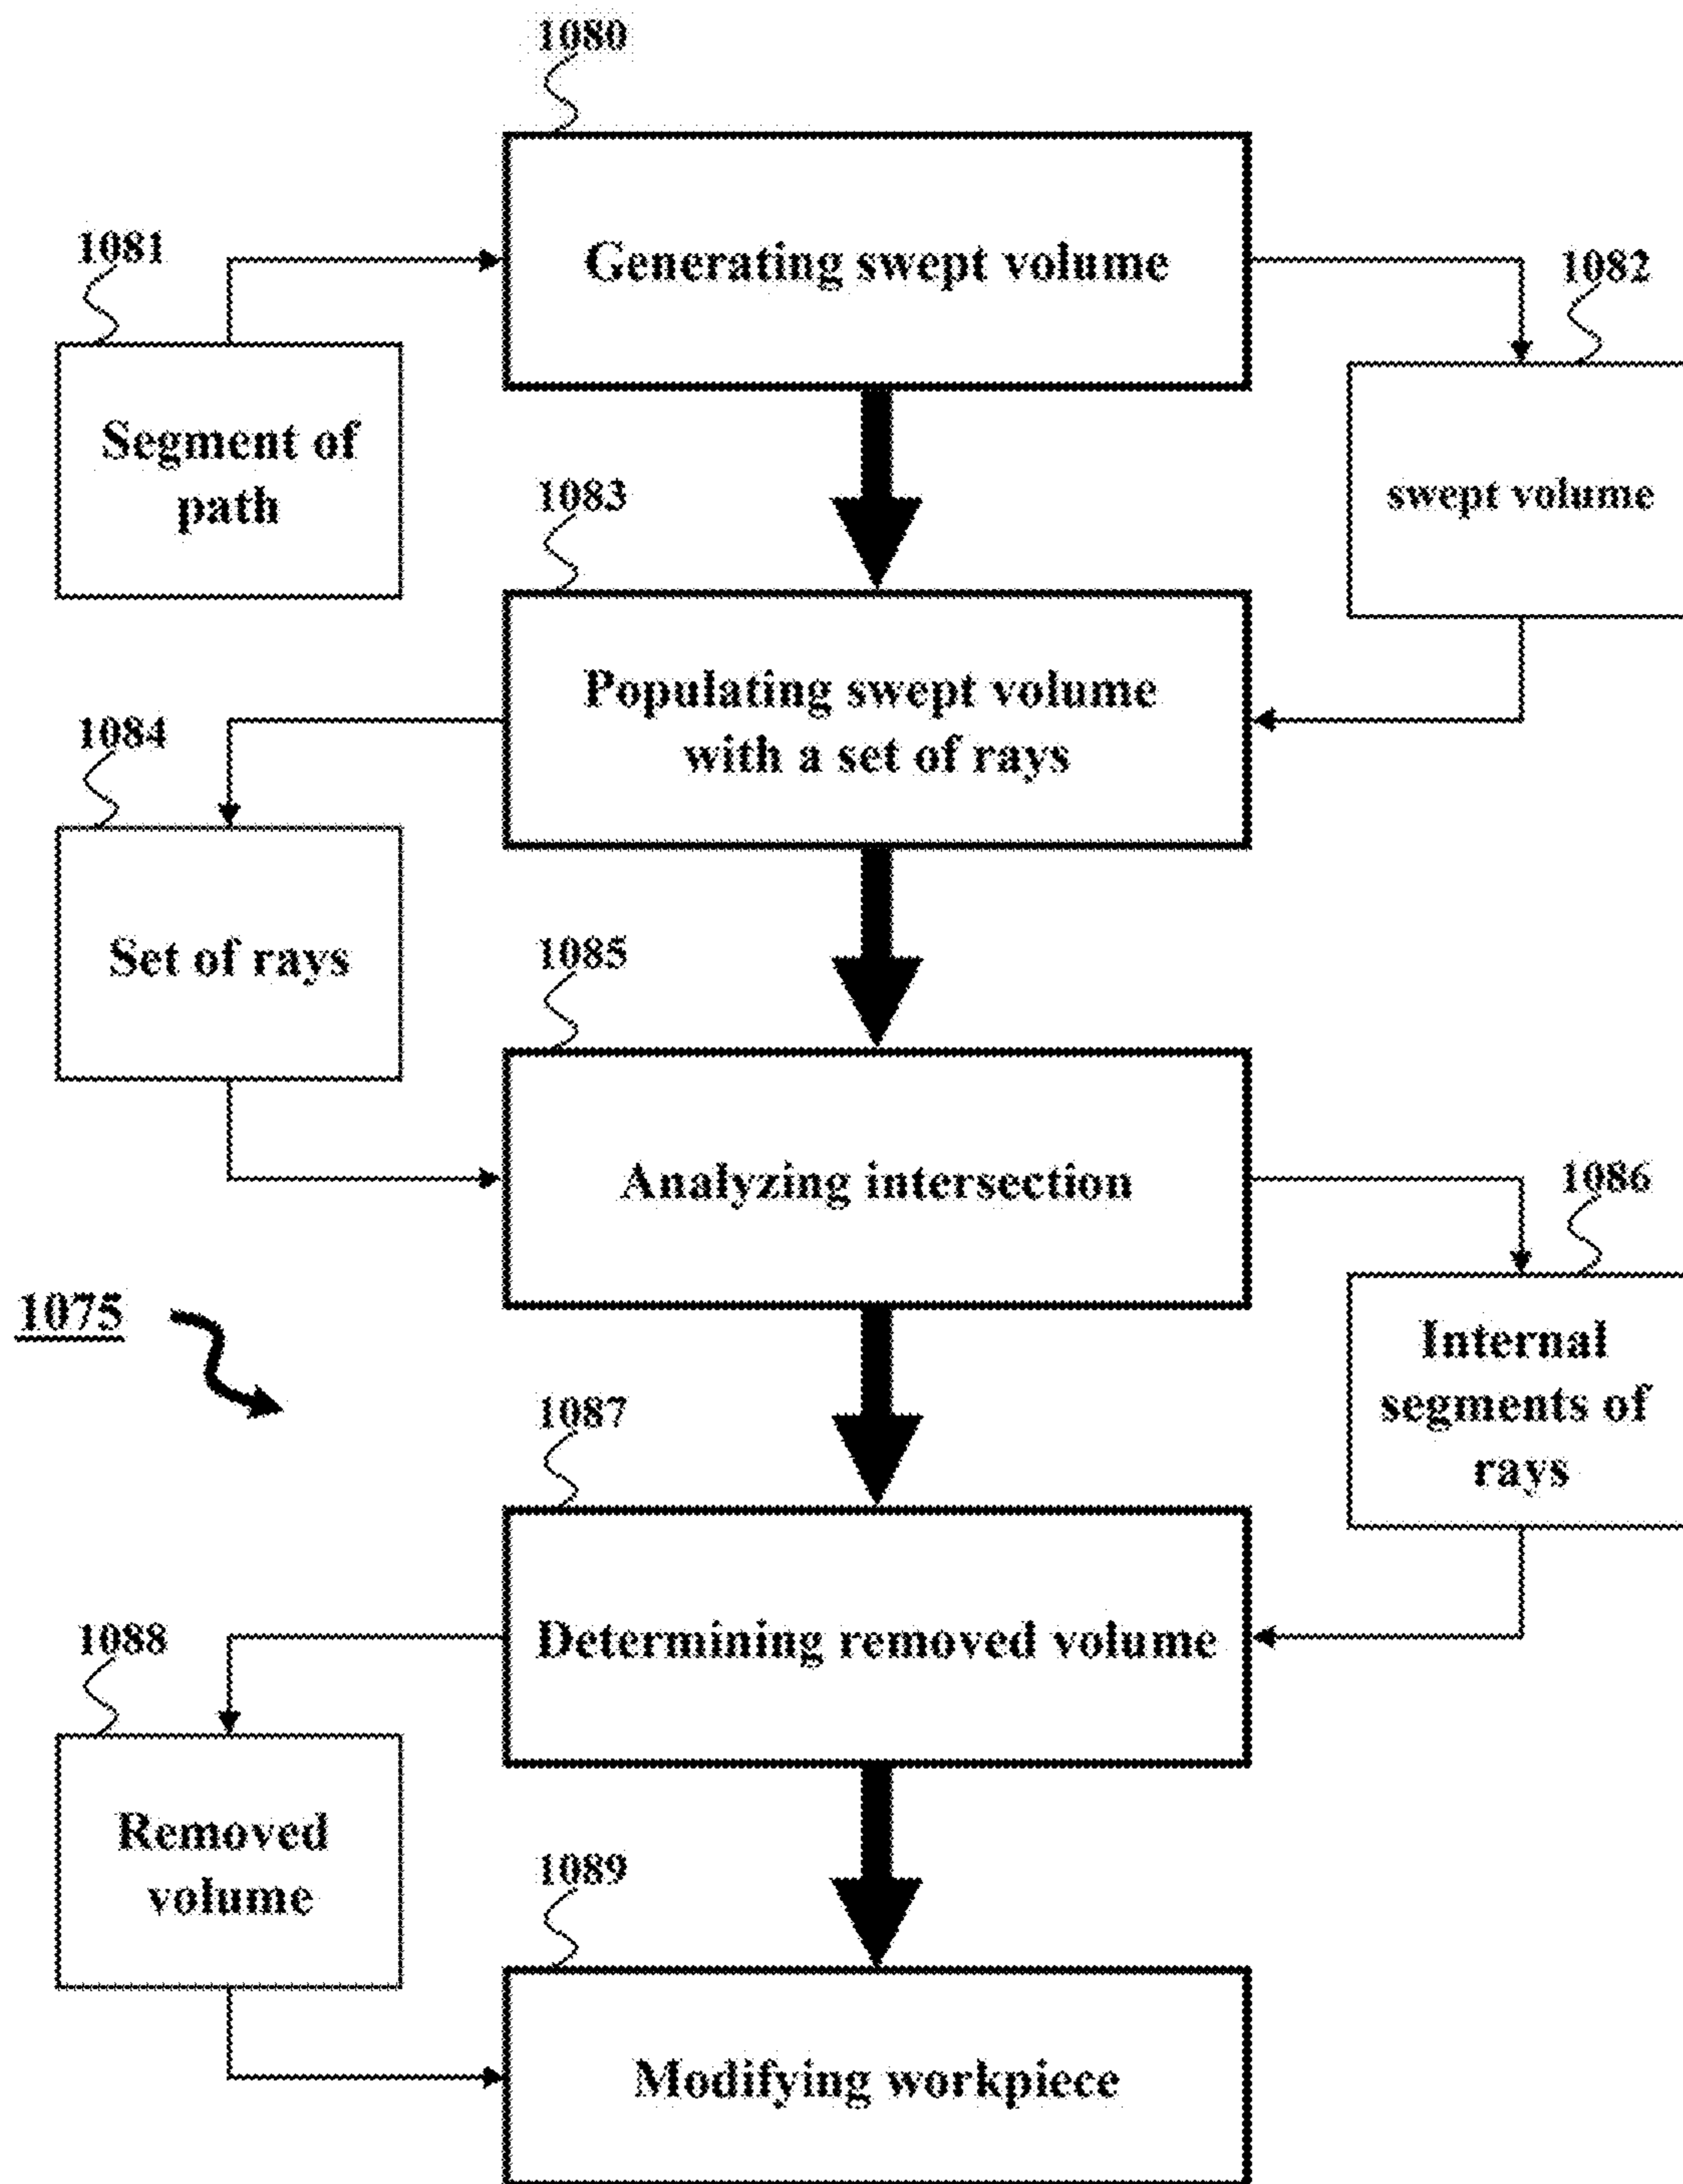 1080
1081
Generating swept volume
1082
Segment of
path
swept volume
1083
Populating swept volume
with a set of rays
1084
Set of rays
1085
Analyzing intersection
1086
1075
Internal
segments of
rays
1087
Determining removed volume
1088
Removed
volume
1089
Modifying workpiece